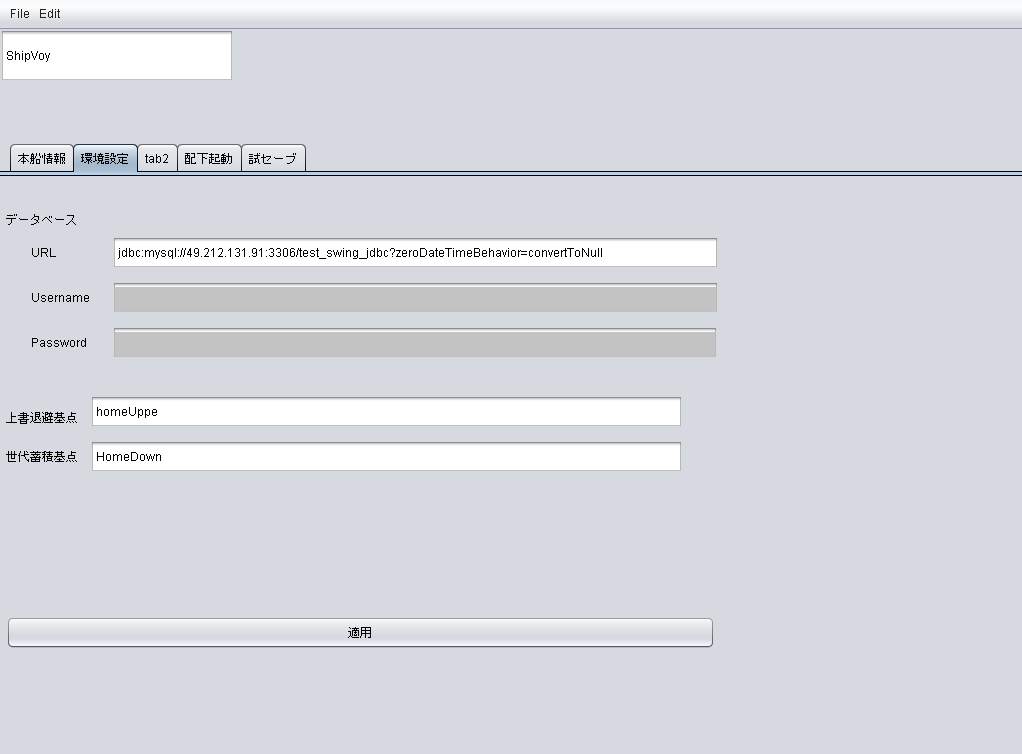 File Edit
ShipVoy
本船情報 環境設定 tab2 配下起動 試セーブ
データベース
URL jdbc:mysql://49.212.131.91:3306/test_swing_jdbc?zeroDateTimeBehavior=convertToNull
Username
Password
上書退避基点 homeUppe
世代蓄積基点 HomeDown
適用